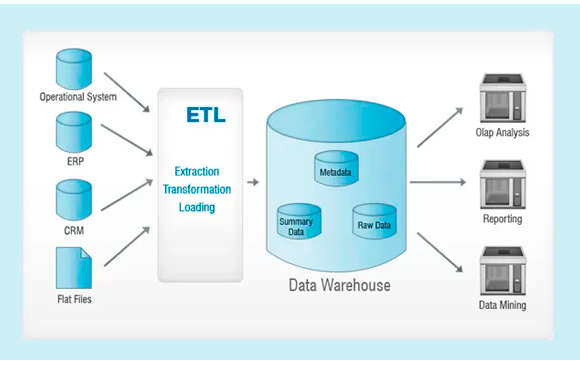 Operational System
ERP
CRM
Flat Files
ETL
Extraction
Transformation
Loading
Metadata
Summary
Data
Raw Data
Data Warehouse
Olap Analysis
Reporting
Data Mining